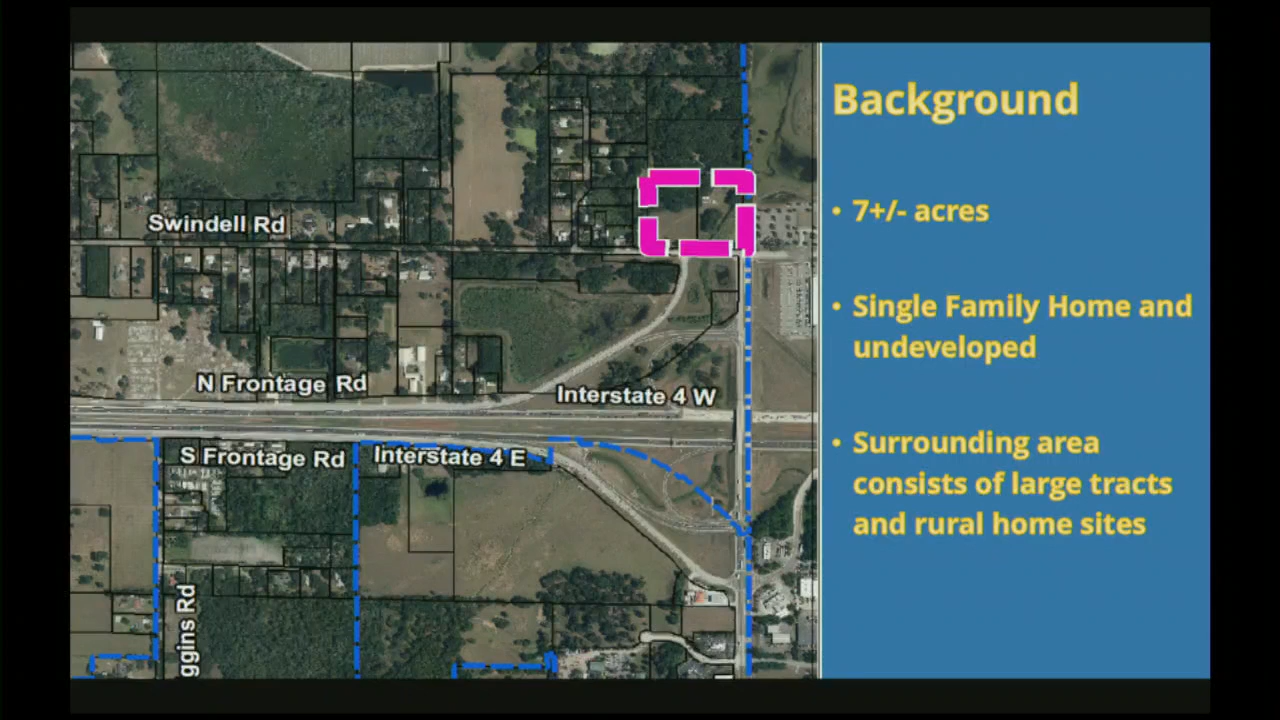 Background
• 7+/- acres
• Single Family Home and
undeveloped
• Surrounding area
consists of large tracts
and rural home sites
Swindell Rd
N Frontage Rd
Interstate 4 W
S Frontage Rd
Interstate 4 E
ggins Rd